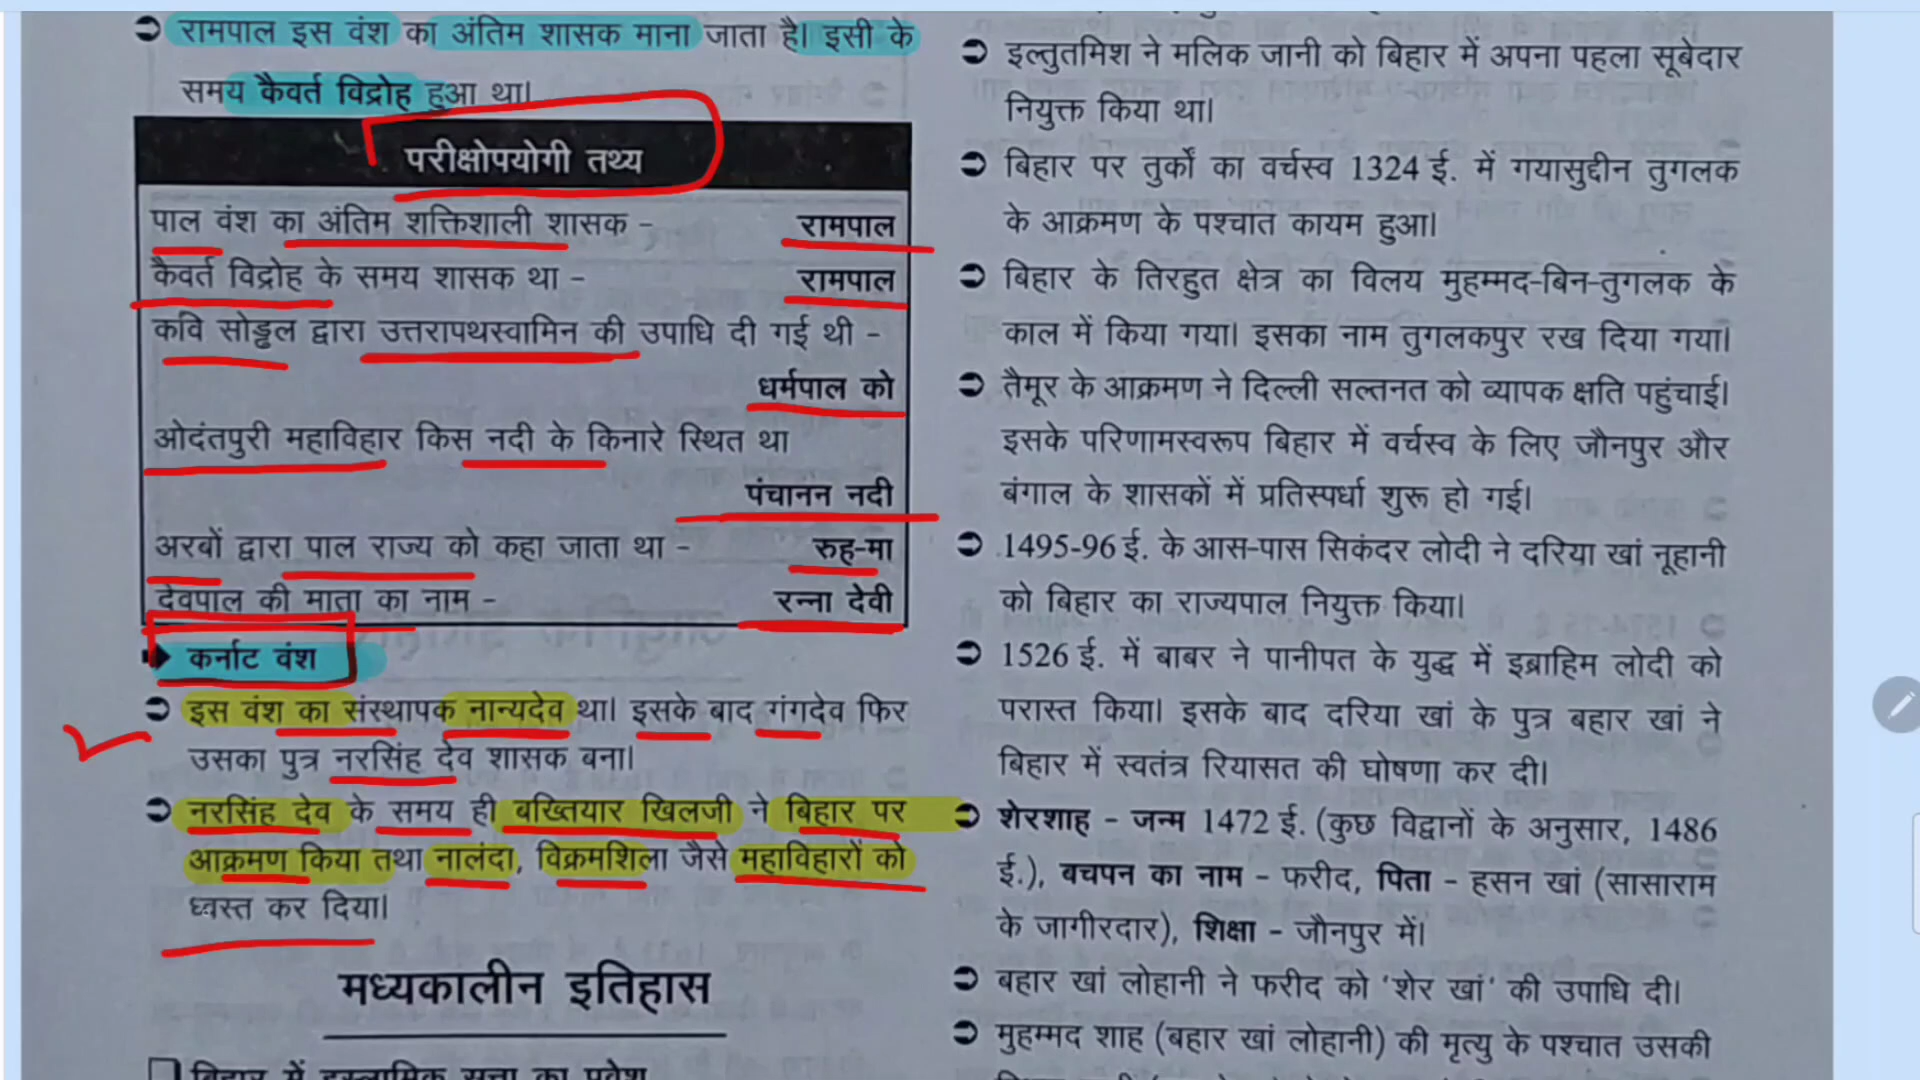 रामपाल इस वंश का अंतिम शासक माना जाता है। इसी के
समय कैवर्त विद्रोह हुआ था।
परीक्षोपयोगी तथ्य
पाल वंश का अंतिम शक्तिशाली शासक - रामपाल
कैवर्त विद्रोह के समय शासक था - रामपाल
कवि सोड्ढल द्वारा उत्तरापथस्वामिन की उपाधि दी गई थी -
धर्मपाल को
ओदंतपुरी महाविहार किस नदी के किनारे स्थित था
पंचानन नदी
अरबों द्वारा पाल राज्य को कहा जाता था - रुह-मा
देवपाल की माता का नाम - रन्ना देवी
कर्नाट वंश
इस वंश का संस्थापक नान्यदेव था। इसके बाद गंगदेव फिर
उसका पुत्र नरसिंह देव शासक बना।
नरसिंह देव के समय ही बख्तियार खिलजी ने बिहार पर
आक्रमण किया तथा नालंदा, विक्रमशिला जैसे महाविहारों को
ध्वस्त कर दिया।
मध्यकालीन इतिहास
बिहार में इस्लामिक सत्ता का प्रवेश
इल्तुतमिश ने मलिक जानी को बिहार में अपना पहला सूबेदार
नियुक्त किया था।
बिहार पर तुर्कों का वर्चस्व 1324 ई. में गयासुद्दीन तुगलक
के आक्रमण के पश्चात कायम हुआ।
बिहार के तिरहुत क्षेत्र का विलय मुहम्मद-बिन-तुगलक के
काल में किया गया। इसका नाम तुगलकपुर रख दिया गया।
तैमूर के आक्रमण ने दिल्ली सल्तनत को व्यापक क्षति पहुंचाई।
इसके परिणामस्वरूप बिहार में वर्चस्व के लिए जौनपुर और
बंगाल के शासकों में प्रतिस्पर्धा शुरू हो गई।
1495-96 ई. के आस-पास सिकंदर लोदी ने दरिया खां नूहानी
को बिहार का राज्यपाल नियुक्त किया।
1526 ई. में बाबर ने पानीपत के युद्ध में इब्राहिम लोदी को
परास्त किया। इसके बाद दरिया खां के पुत्र बहार खां ने
बिहार में स्वतंत्र रियासत की घोषणा कर दी।
शेरशाह - जन्म 1472 ई. (कुछ विद्वानों के अनुसार, 1486
ई.), बचपन का नाम - फरीद, पिता - हसन खां (सासाराम
के जागीरदार), शिक्षा - जौनपुर में।
बहार खां लोहानी ने फरीद को 'शेर खां' की उपाधि दी।
मुहम्मद शाह (बहार खां लोहानी) की मृत्यु के पश्चात उसकी